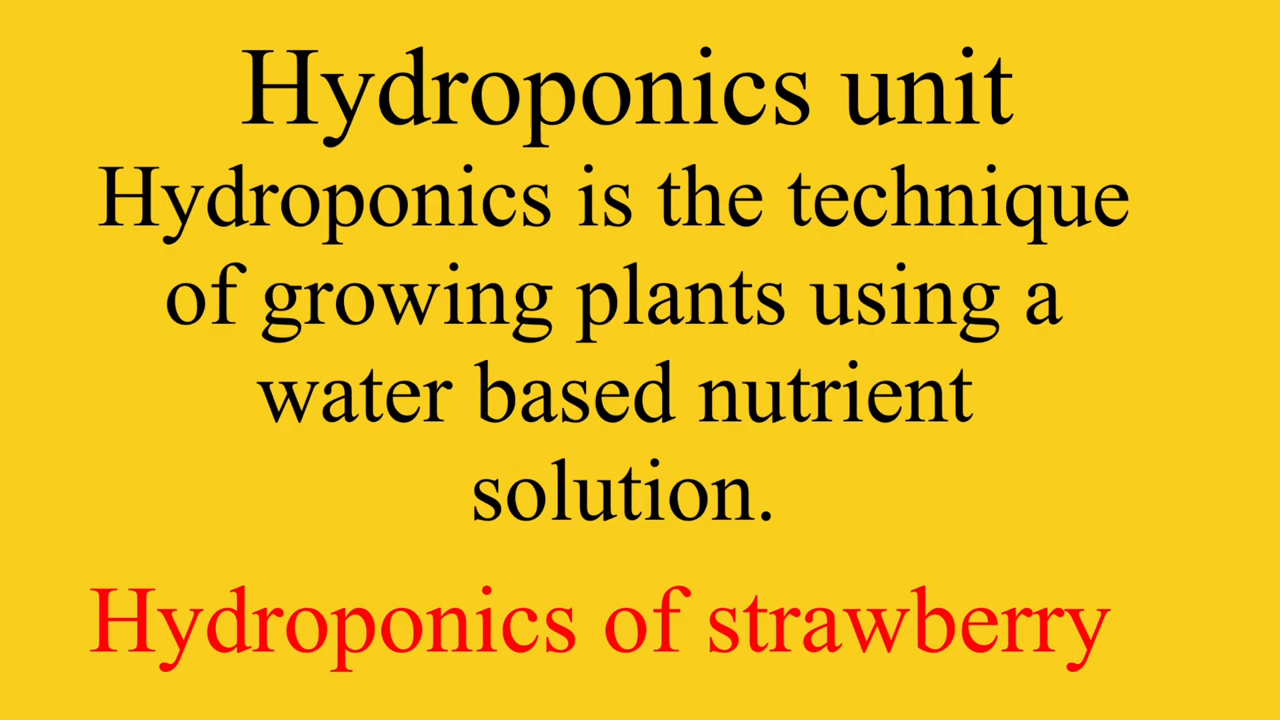 Hydroponics unit
Hydroponics is the technique
of growing plants using a
water based nutrient
solution.
Hydroponics of strawberry